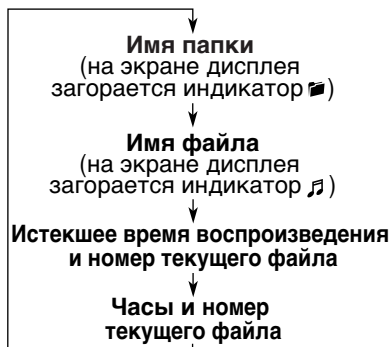 Имя папки
(на экране дисплея
загорается индикатор )
Имя файла
(на экране дисплея
загорается индикатор ♫)
Истекшее время воспроизведения
и номер текущего файла
Часы и номер
текущего файла